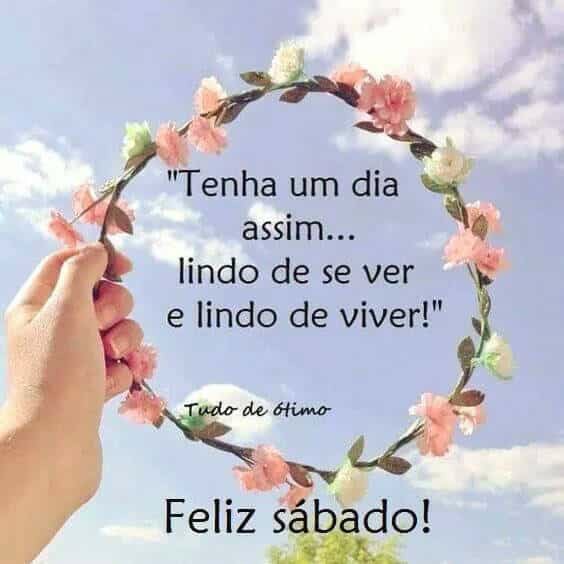 "Tenha um dia
assim...
lindo de se ver
e lindo de viver!"
Tudo de ótimo
Feliz sábado!